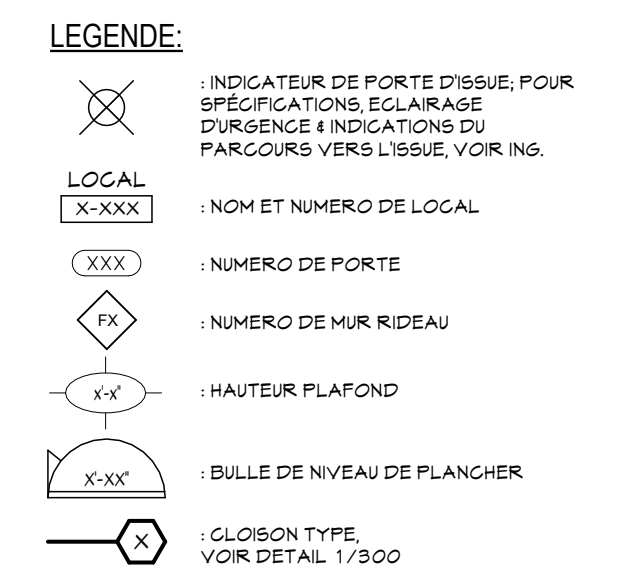 LEGENDE:
: INDICATEUR DE PORTE D'ISSUE; POUR
SPÉCIFICATIONS, ECLAIRAGE
D'URGENCE & INDICATIONS DU
PARCOURS VERS L'ISSUE, VOIR ING.
LOCAL
X-XXX : NOM ET NUMERO DE LOCAL
XXX : NUMERO DE PORTE
FX : NUMERO DE MUR RIDEAU
X'-X" : HAUTEUR PLAFOND
X'-XX" : BULLE DE NIVEAU DE PLANCHER
X : CLOISON TYPE,
VOIR DETAIL 1/300